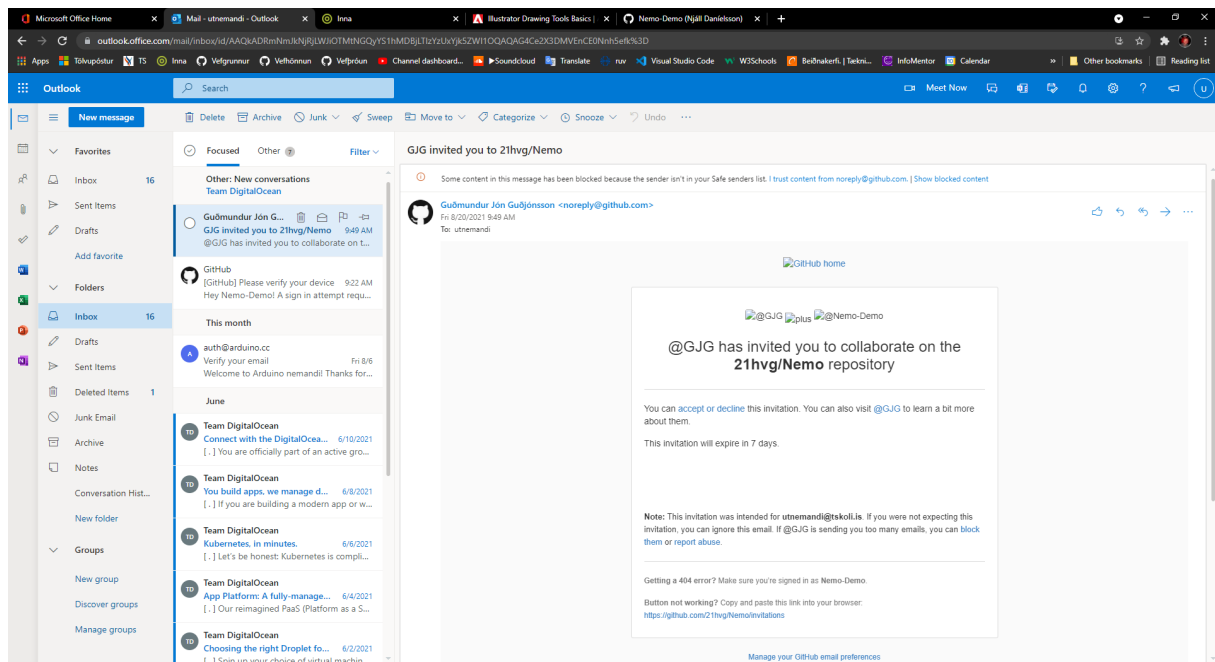 Microsoft Office Home
Mail - utnemandi - Outlook
Inna
Illustrator Drawing Tools Basics |
Nemo-Demo (Njáll Daníelsson)
outlook.office.com/mail/inbox/id/
Apps
Tölvupóstur
TS
Inna
Vefgrunnur
Vefhönnun
Vefþróun
Channel dashboard...
►Soundcloud
Translate
ruv
Visual Studio Code
W3Schools
Beiðnakerfi. | Tækni...
InfoMentor
Calendar
»
Other bookmarks
Reading list
Outlook
Search
Meet Now
U
New message
Delete
Archive
Junk
Sweep
Move to
Categorize
Snooze
Undo
Favorites
Inbox 16
Sent Items
Drafts
Add favorite
Folders
Inbox 16
Drafts
Sent Items
Deleted Items 1
Junk Email
Archive
Notes
Conversation Hist...
New folder
Groups
New group
Discover groups
Manage groups
Focused
Other 7
Filter
Other: New conversations
Team DigitalOcean
Guðmundur Jón G...
GJG invited you to 21hvg/Nemo 9:49 AM
@GJG has invited you to collaborate on t...
GitHub
[GitHub] Please verify your device 9:22 AM
Hey Nemo-Demo! A sign in attempt requ...
This month
A
auth@arduino.cc
Verify your email Fri 8/6
Welcome to Arduino nemandi! Thanks for...
June
TD
Team DigitalOcean
Connect with the DigitalOcea... 6/10/2021
[ . ] You are officially part of an active gro...
TD
Team DigitalOcean
You build apps, we manage d... 6/8/2021
[ . ] If you are building a modern app or w...
TD
Team DigitalOcean
Kubernetes, in minutes. 6/6/2021
[ . ] Let's be honest: Kubernetes is compli...
TD
Team DigitalOcean
App Platform: A fully-manage... 6/4/2021
[ . ] Our reimagined PaaS (Platform as a S...
TD
Team DigitalOcean
Choosing the right Droplet fo... 6/2/2021
[ . ] Spin up your choice of virtual machin...
GJG invited you to 21hvg/Nemo
Some content in this message has been blocked because the sender isn't in your Safe senders list. I trust content from noreply@github.com. | Show blocked content
Guðmundur Jón Guðjónsson <noreply@github.com>
Fri 8/20/2021 9:49 AM
To: utnemandi
GitHub home
@GJG plus @Nemo-Demo
@GJG has invited you to collaborate on the
21hvg/Nemo repository
You can accept or decline this invitation. You can also visit @GJG to learn a bit more
about them.
This invitation will expire in 7 days.
Note: This invitation was intended for utnemandi@tskoli.is. If you were not expecting this
invitation, you can ignore this email. If @GJG is sending you too many emails, you can block
them or report abuse.
Getting a 404 error? Make sure you're signed in as Nemo-Demo.
Button not working? Copy and paste this link into your browser:
https://github.com/21hvg/Nemo/invitations
Manage your GitHub email preferences